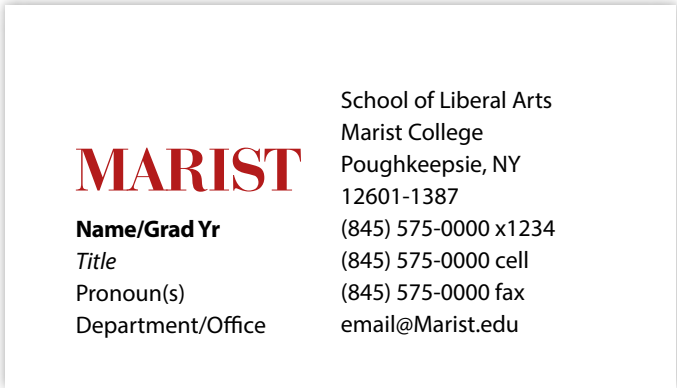 MARIST
Name/Grad Yr
Title
Pronoun(s)
Department/Office
School of Liberal Arts
Marist College
Poughkeepsie, NY
12601-1387
(845) 575-0000 x1234
(845) 575-0000 cell
(845) 575-0000 fax
email@Marist.edu